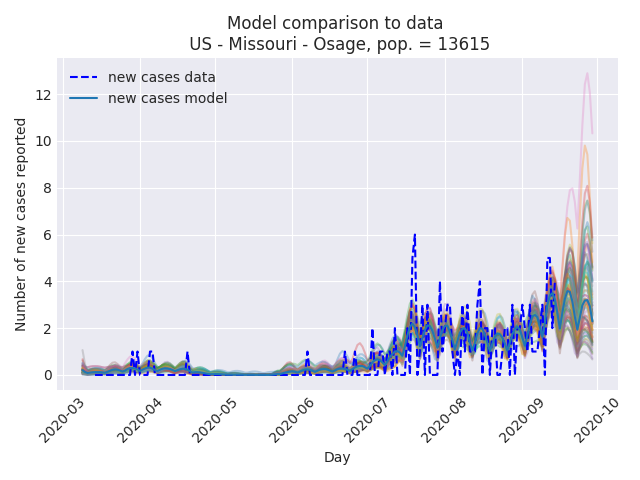 Model comparison to data
US - Missouri - Osage, pop. = 13615
new cases data
new cases model
Number of new cases reported
12
10
8
6
4
2
0
2020-03
2020-04
2020-05
2020-06
2020-07
2020-08
2020-09
2020-10
Day